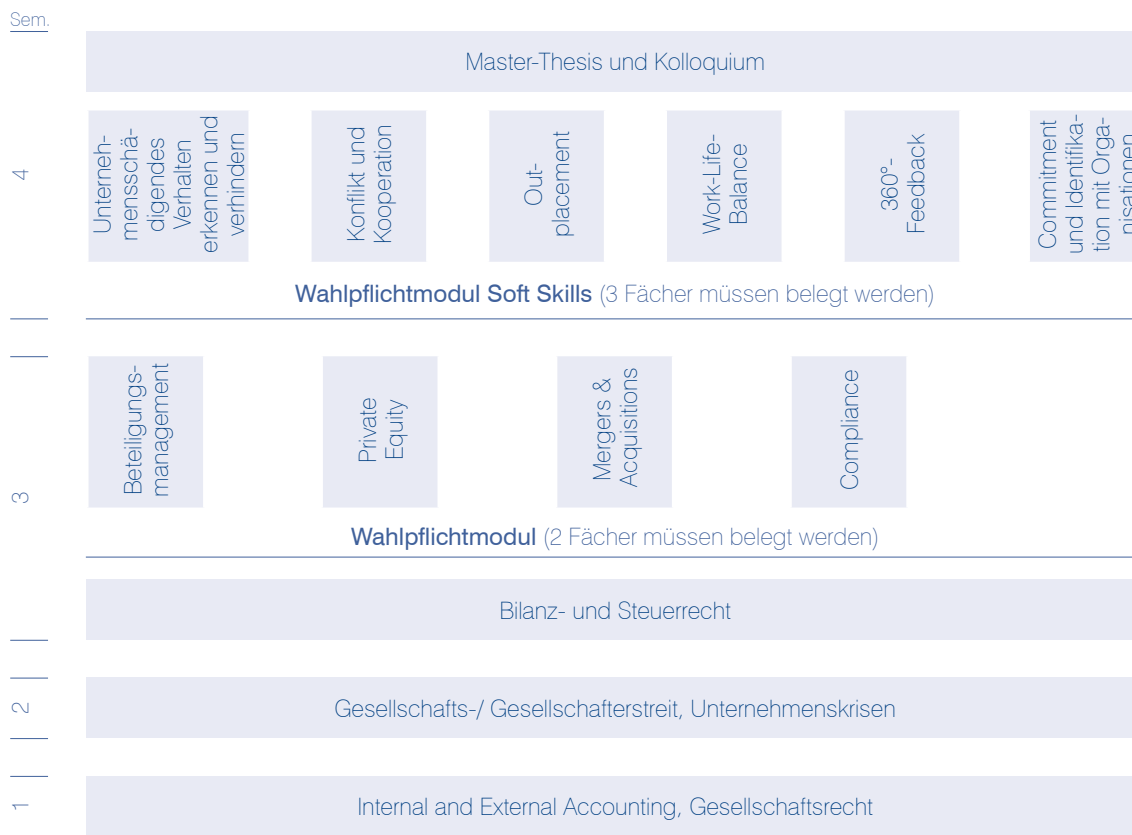 Sem.
Master-Thesis und Kolloquium
4
Unterneh-
mensschä-
digendes
Verhalten
erkennen und
verhindern
Konflikt und
Kooperation
Out-
placement
Work-Life-
Balance
360°-
Feedback
Commitment
und Identifika-
tion mit Orga-
nisationen
Wahlpflichtmodul Soft Skills (3 Fächer müssen belegt werden)
3
Beteiligungs-
management
Private
Equity
Mergers &
Acquisitions
Compliance
Wahlpflichtmodul (2 Fächer müssen belegt werden)
Bilanz- und Steuerrecht
2
Gesellschafts-/ Gesellschafterstreit, Unternehmenskrisen
1
Internal and External Accounting, Gesellschaftsrecht